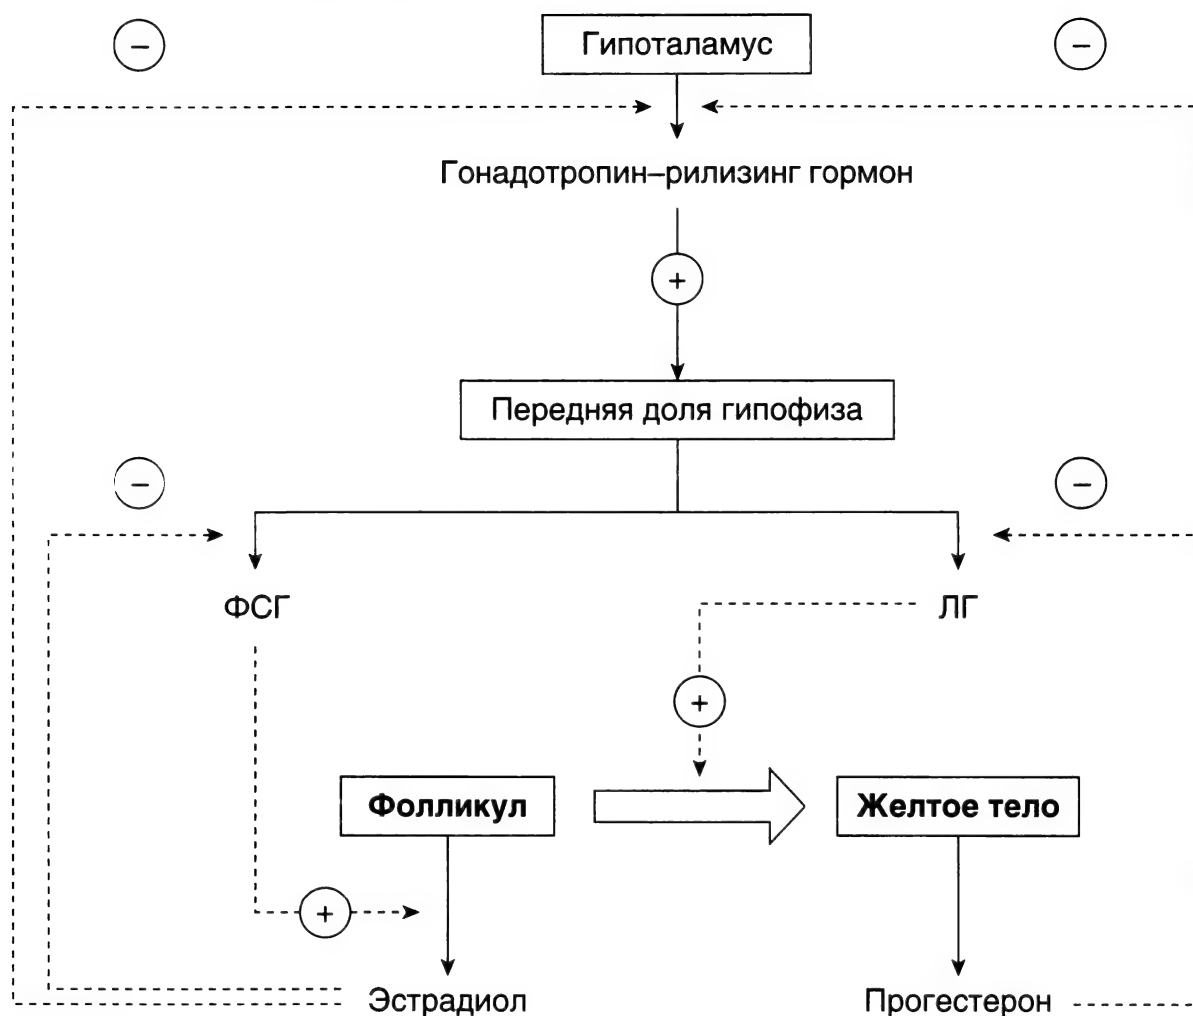 −
Гипоталамус
−
Гонадотропин–рилизинг гормон
+
Передняя доля гипофиза
−
−
ФСГ
ЛГ
+
Фолликул
Желтое тело
+
Эстрадиол
Прогестерон